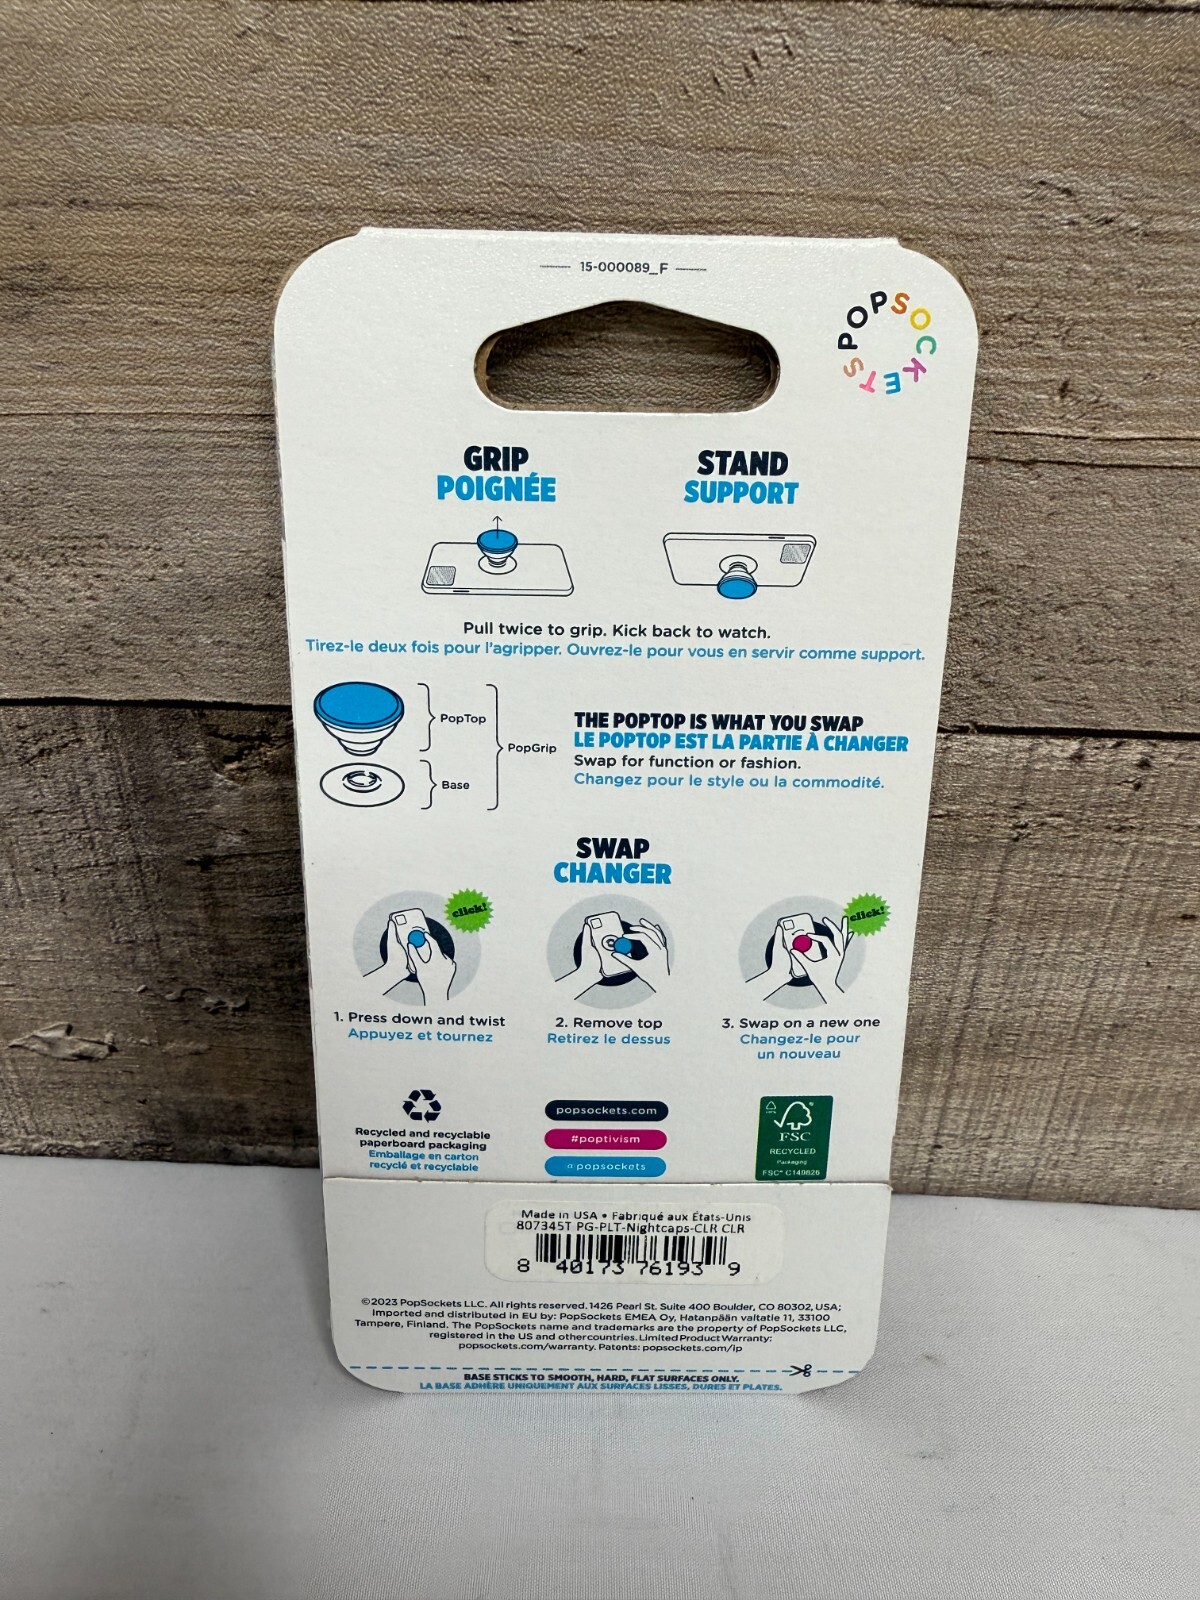 15-000089_F
POPSOCKETS
GRIP
POIGNÉE
STAND
SUPPORT
Pull twice to grip. Kick back to watch.
Tirez-le deux fois pour l'agripper. Ouvrez-le pour vous en servir comme support.
PopTop
PopGrip
Base
THE POPTOP IS WHAT YOU SWAP
LE POPTOP EST LA PARTIE À CHANGER
Swap for function or fashion.
Changez pour le style ou la commodité.
SWAP
CHANGER
click!
click!
1. Press down and twist
Appuyez et tournez
2. Remove top
Retirez le dessus
3. Swap on a new one
Changez-le pour
un nouveau
Recycled and recyclable
paperboard packaging
Emballage en carton
recyclé et recyclable
popsockets.com
#poptivism
@popsockets
FSC
RECYCLED
Packaging
FSC® C149826
Made in USA • Fabriqué aux États-Unis
807345T PG-PLT-Nightcaps-CLR CLR
8 40173 76193 9
©2023 PopSockets LLC. All rights reserved. 1426 Pearl St. Suite 400 Boulder, CO 80302, USA;
Imported and distributed in EU by: PopSockets EMEA Oy, Hatanpään valtatie 11, 33100
Tampere, Finland. The PopSockets name and trademarks are the property of PopSockets LLC,
registered in the US and other countries. Limited Product Warranty:
popsockets.com/warranty. Patents: popsockets.com/ip
BASE STICKS TO SMOOTH, HARD, FLAT SURFACES ONLY.
LA BASE ADHÈRE UNIQUEMENT AUX SURFACES LISSES, DURES ET PLATES.